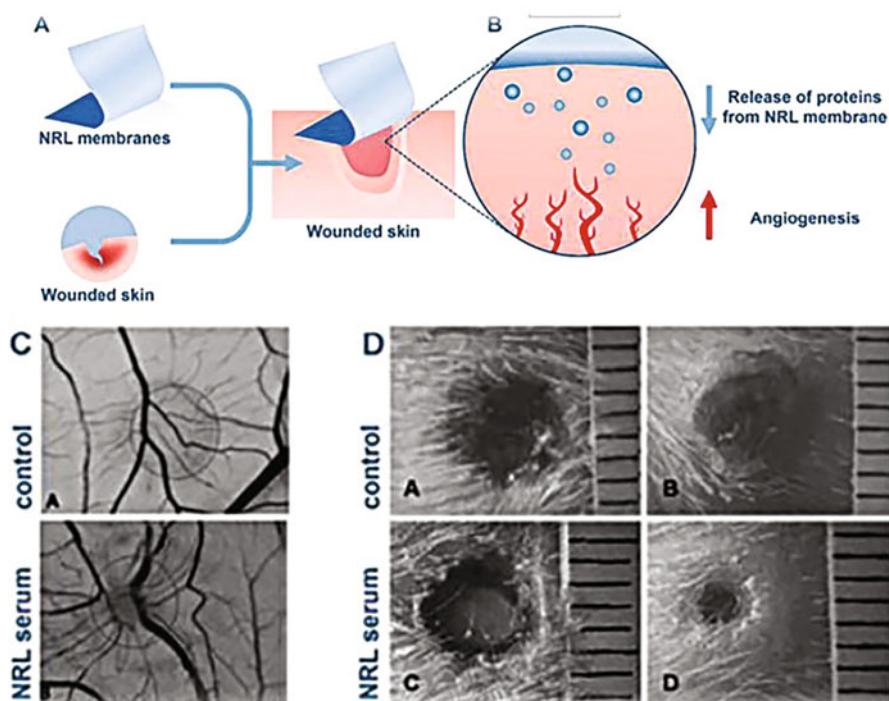 A
B
NRL membranes
Release of proteins
from NRL membrane
Wounded skin
Angiogenesis
Wounded skin
C
D
control
A
control
A
B
NRL serum
NRL serum
C
D